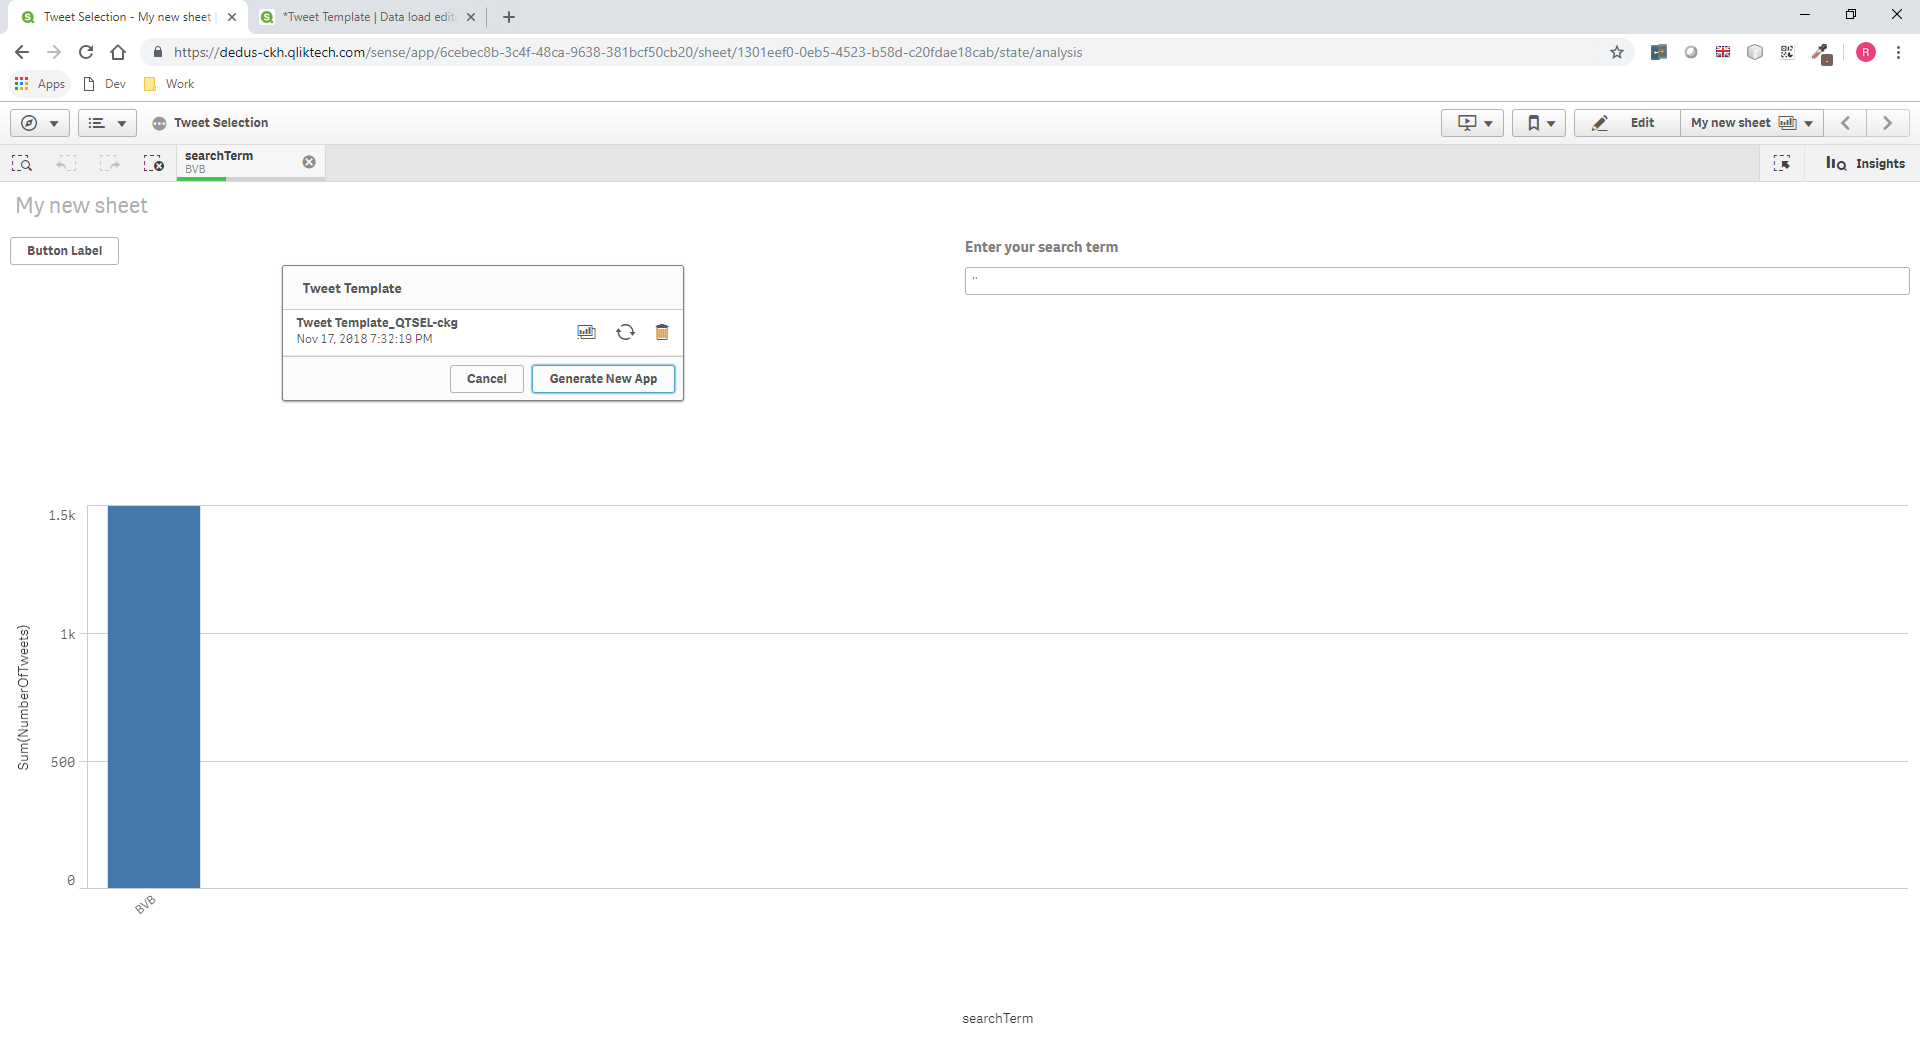 Tweet Selection - My new sheet
*Tweet Template | Data load edit
https://dedus-ckh.qliktech.com/sense/app/6cebec8b-3c4f-48ca-9638-381bcf50cb20/sheet/1301eef0-0eb5-4523-b58d-c20fdae18cab/state/analysis
R
Apps
Dev
Work
Tweet Selection
Edit
My new sheet
searchTerm
BVB
Insights
My new sheet
Button Label
Enter your search term
Tweet Template
Tweet Template_QTSEL-ckg
Nov 17, 2018 7:32:19 PM
Cancel
Generate New App
1.5k
1k
500
0
Sum(NumberOfTweets)
BVB
searchTerm